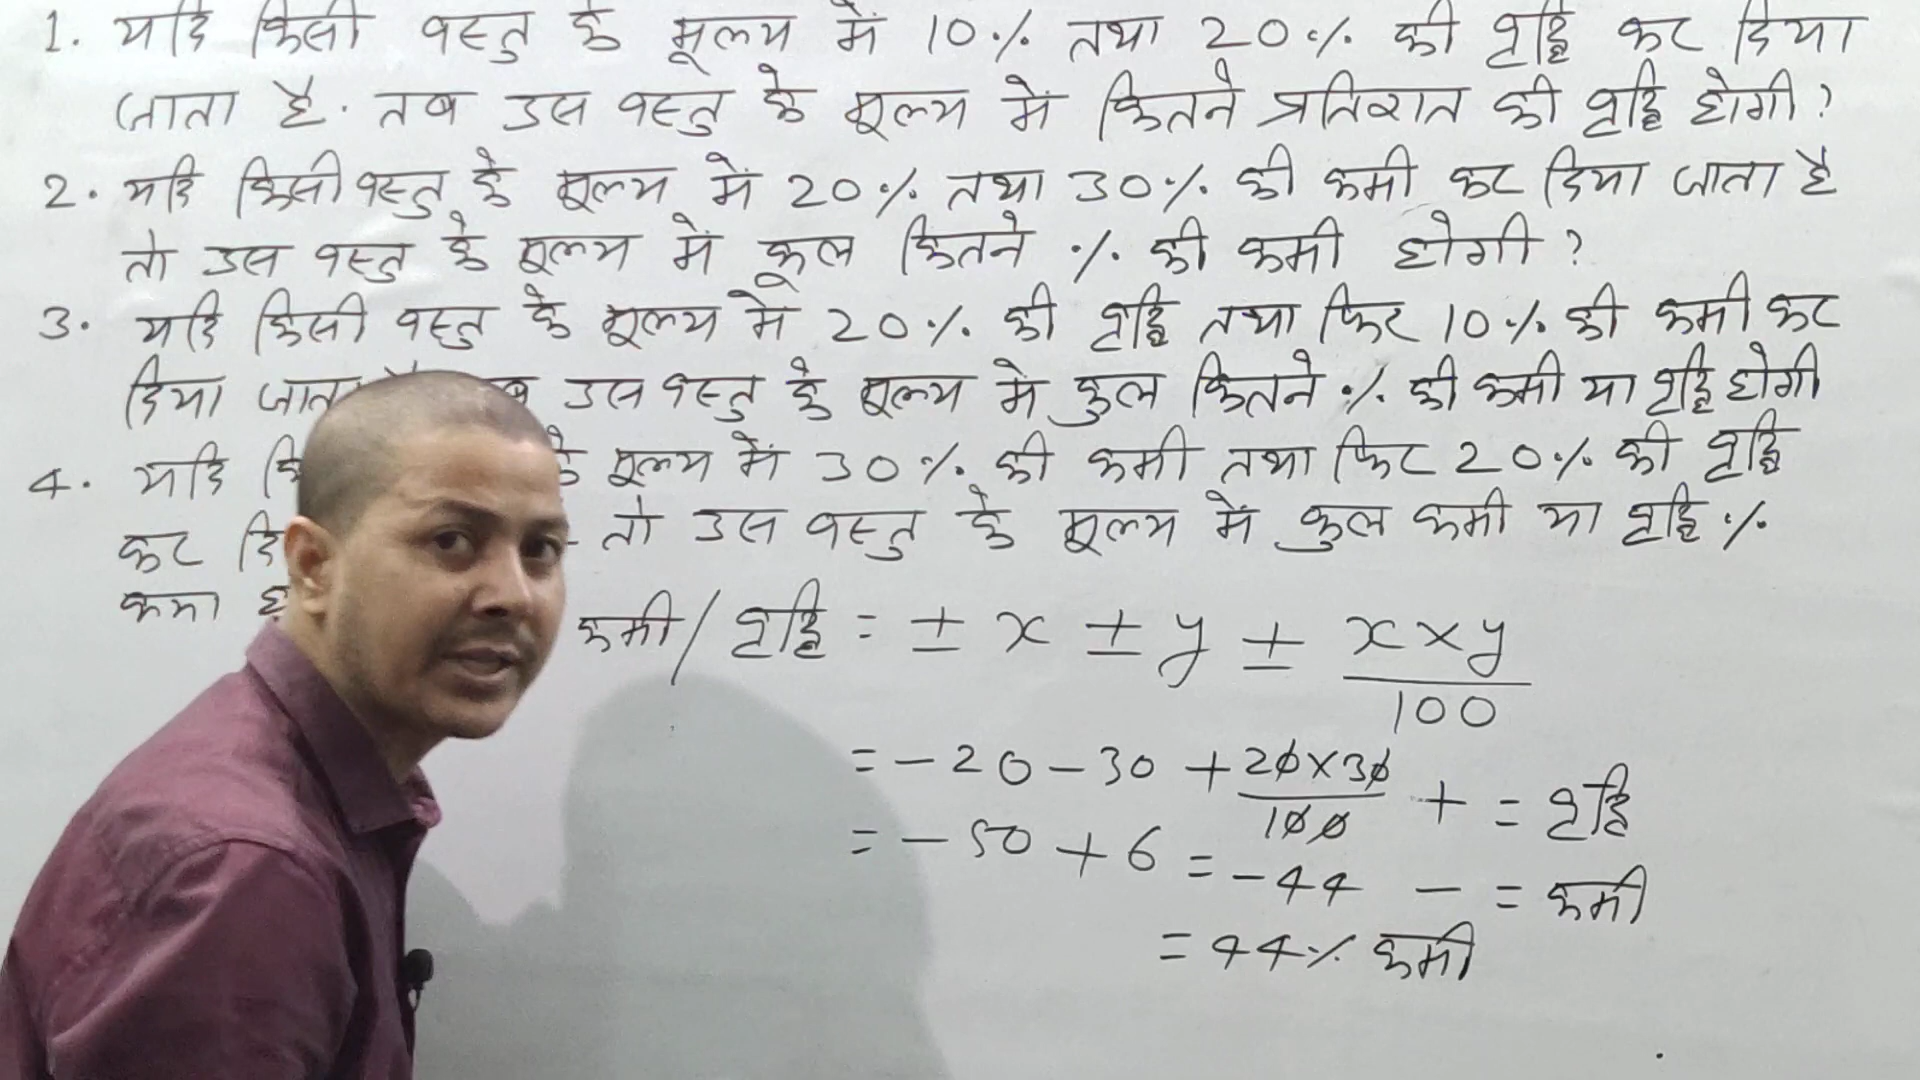 1. यदि किसी वस्तु के मूल्य में 10% तथा 20% की वृद्धि कर दिया
जाता है. तब उस वस्तु के मूल्य में कितने प्रतिशत की वृद्धि होगी?
2. यदि किसी वस्तु के मूल्य में 20% तथा 30% की कमी कर दिया जाता है
तो उस वस्तु के मूल्य में कूल कितने % की कमी होगी?
3. यदि किसी वस्तु के मूल्य में 20% की वृद्धि तथा फिर 10% की कमी कर
दिया उस वस्तु के मूल्य में कुल कितने % की कमी या वृद्धि होगी
4. यदि मूल्य में 30% की कमी तथा फिर 20% की वृद्धि
कर तो उस वस्तु के मूल्य में कुल कमी या वृद्धि %
क्या
कमी/वृद्धि = ± x ± y ± x×y/100
= -20-30 + 20×30/100
+ = वृद्धि
= -50 + 6 = -44
- = कमी
= 44% कमी